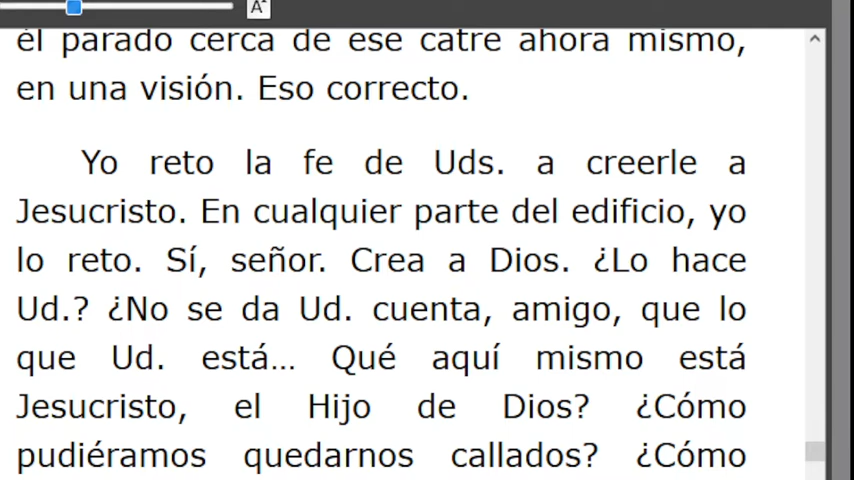 A
él parado cerca de ese catre ahora mismo,
en una visión. Eso correcto.
Yo reto la fe de Uds. a creerle a
Jesucristo. En cualquier parte del edificio, yo
lo reto. Sí, señor. Crea a Dios. ¿Lo hace
Ud.? ¿No se da Ud. cuenta, amigo, que lo
que Ud. está... Qué aquí mismo está
Jesucristo, el Hijo de Dios? ¿Cómo
pudiéramos quedarnos callados? ¿Cómo